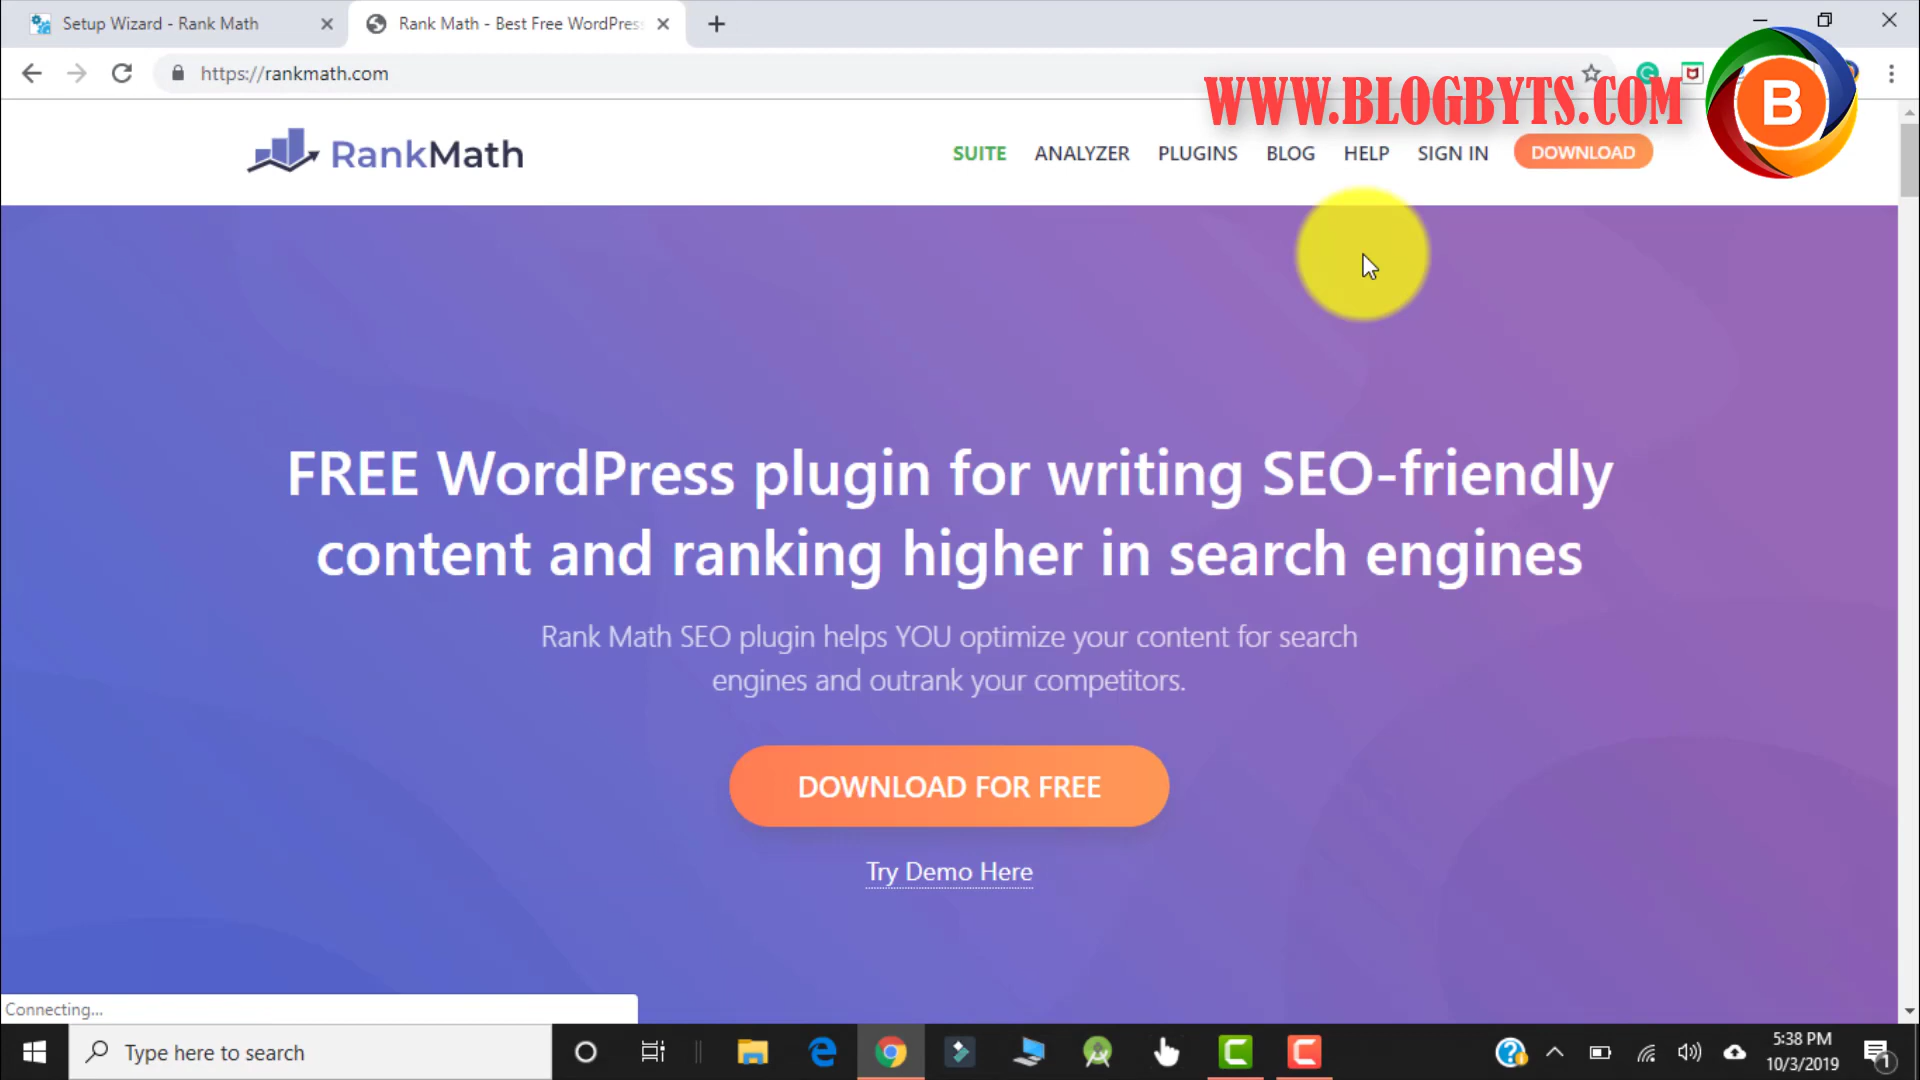 Setup Wizard - Rank Math
Rank Math - Best Free WordPres
https://rankmath.com
WWW.BLOGBYTS.COM
B
RankMath
SUITE
ANALYZER
PLUGINS
BLOG
HELP
SIGN IN
DOWNLOAD
FREE WordPress plugin for writing SEO-friendly
content and ranking higher in search engines
Rank Math SEO plugin helps YOU optimize your content for search
engines and outrank your competitors.
DOWNLOAD FOR FREE
Try Demo Here
Connecting...
Type here to search
5:38 PM
10/3/2019
1